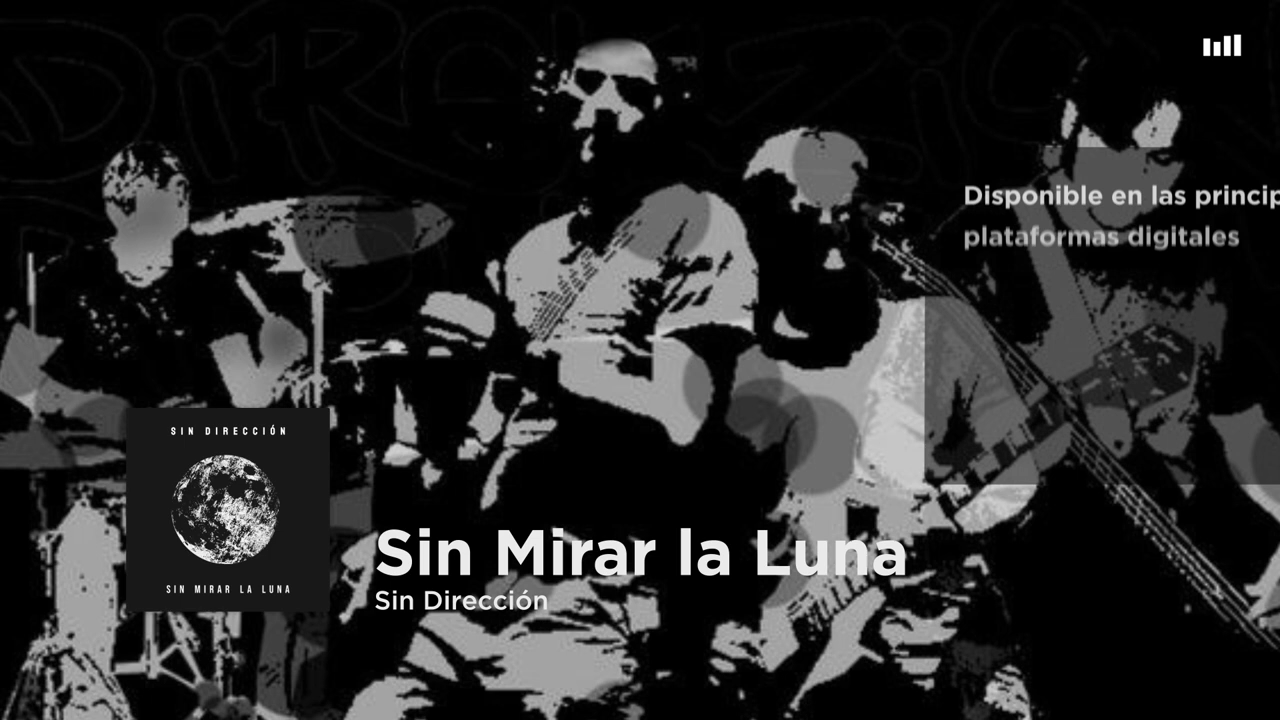 Disponible en las princip
plataformas digitales
SIN DIRECCIÓN
SIN MIRAR LA LUNA
Sin Mirar la Luna
Sin Dirección